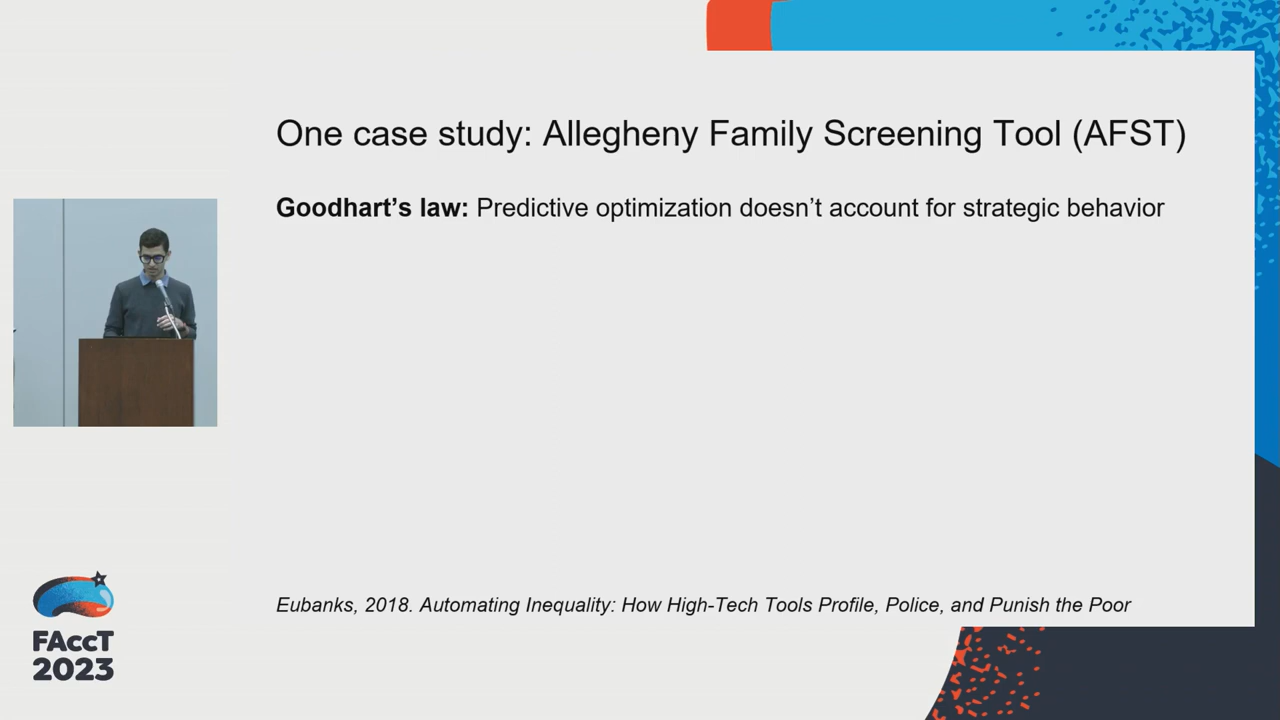 One case study: Allegheny Family Screening Tool (AFST)
Goodhart’s law: Predictive optimization doesn’t account for strategic behavior
Eubanks, 2018. Automating Inequality: How High-Tech Tools Profile, Police, and Punish the Poor
FAccT
2023